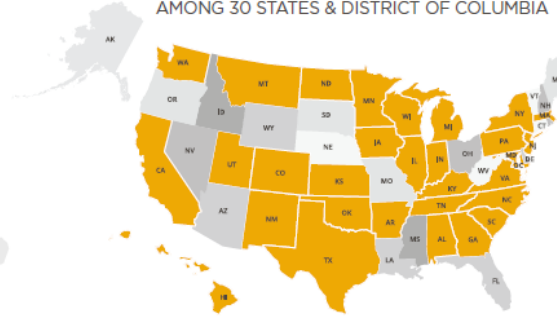 AMONG 30 STATES & DISTRICT OF COLUMBIA
AK
WA
MT
ND
MN
OR
ID
SD
WI
MI
NY
VT
NH
MA
CT
WY
NE
IA
PA
NJ
NV
UT
CO
IL
IN
OH
MD
DE
DC
CA
KS
MO
WV
VA
KY
NC
AZ
NM
OK
AR
TN
SC
MS
AL
GA
TX
LA
FL
HI